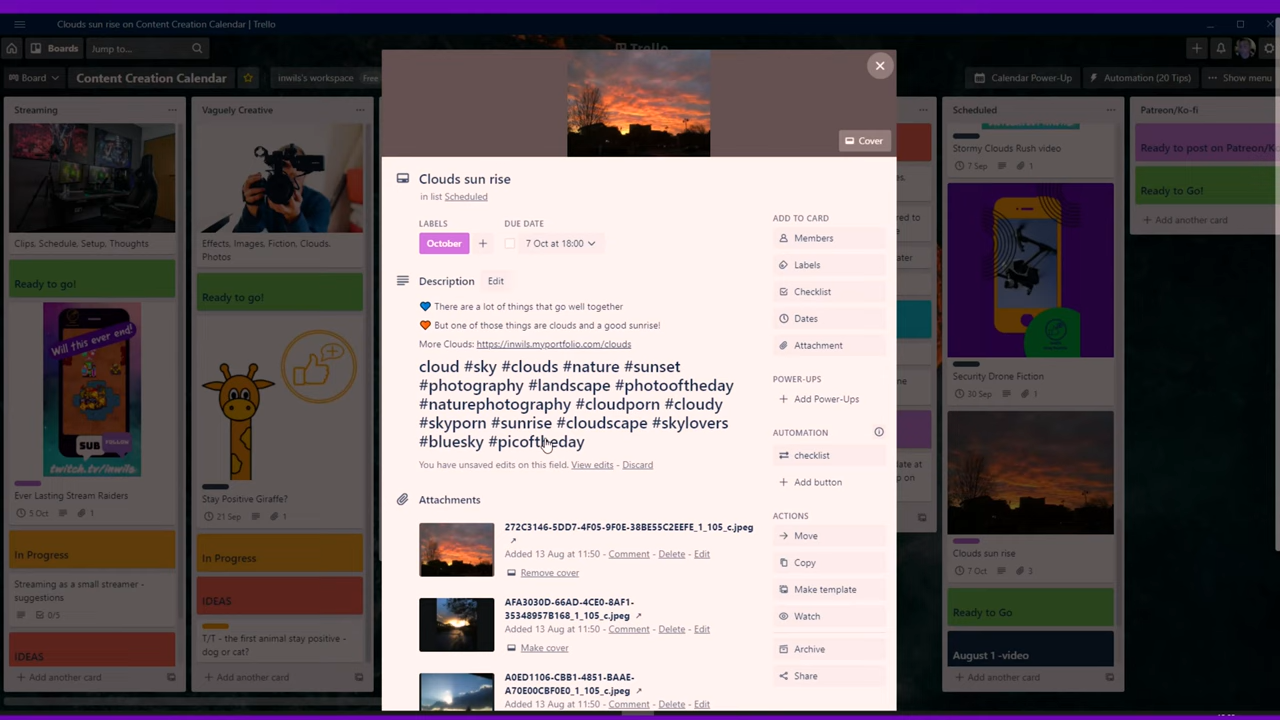 Clouds sun rise on Content Creation Calendar | Trello
Boards
Jump to...
Trello
Board
Content Creation Calendar
inwils's workspace
Free
Calendar Power-Up
Automation (20 Tips)
Show menu
Streaming
Clips, Schedule, Setup, Thoughts
Ready to go!
Will this ever end!
SUB
FOLLOW
twitch.tv/inwils
Ever Lasting Stream Raiders
5 Oct
1
In Progress
Streaming as a small streamer -
suggestions
0/5
IDEAS
Add another card
Vaguely Creative
Effects, Images, Fiction, Clouds.
Photos
Ready to go!
Stay Positive Giraffe?
21 Sep
1
In Progress
IDEAS
T/T - the first animal stay positive -
dog or cat?
Add another card
Cover
Clouds sun rise
in list Scheduled
LABELS
DUE DATE
October
7 Oct at 18:00
Description
Edit
There are a lot of things that go well together
But one of those things are clouds and a good sunrise!
More Clouds: https://inwils.myportfolio.com/clouds
cloud #sky #clouds #nature #sunset
#photography #landscape #photooftheday
#naturephotography #cloudporn #cloudy
#skyporn #sunrise #cloudscape #skylovers
#bluesky #picoftheday
You have unsaved edits on this field. View edits - Discard
Attachments
272C3146-5DD7-4F05-9F0E-38BE55C2EEFE_1_105_c.jpeg
Added 13 Aug at 11:50 - Comment - Delete - Edit
Remove cover
AFA3030D-66AD-4CE0-8AF1-
35348957B168_1_105_c.jpeg
Added 13 Aug at 11:50 - Comment - Delete - Edit
Make cover
A0ED1106-CBB1-4851-BAAE-
A70E00CBF0E0_1_105_c.jpeg
Added 13 Aug at 11:50 - Comment - Delete - Edit
ADD TO CARD
Members
Labels
Checklist
Dates
Attachment
POWER-UPS
Add Power-Ups
AUTOMATION
checklist
Add button
ACTIONS
Move
Copy
Make template
Watch
Archive
Share
Scheduled
Stormy Clouds Rush video
7 Sep
1
Security Drone Fiction
30 Sep
1
Clouds sun rise
7 Oct
3
Ready to Go
August 1 -video
Add another card
Patreon/Ko-fi
Ready to post on Patreon/K
Ready to Go!
Add another card